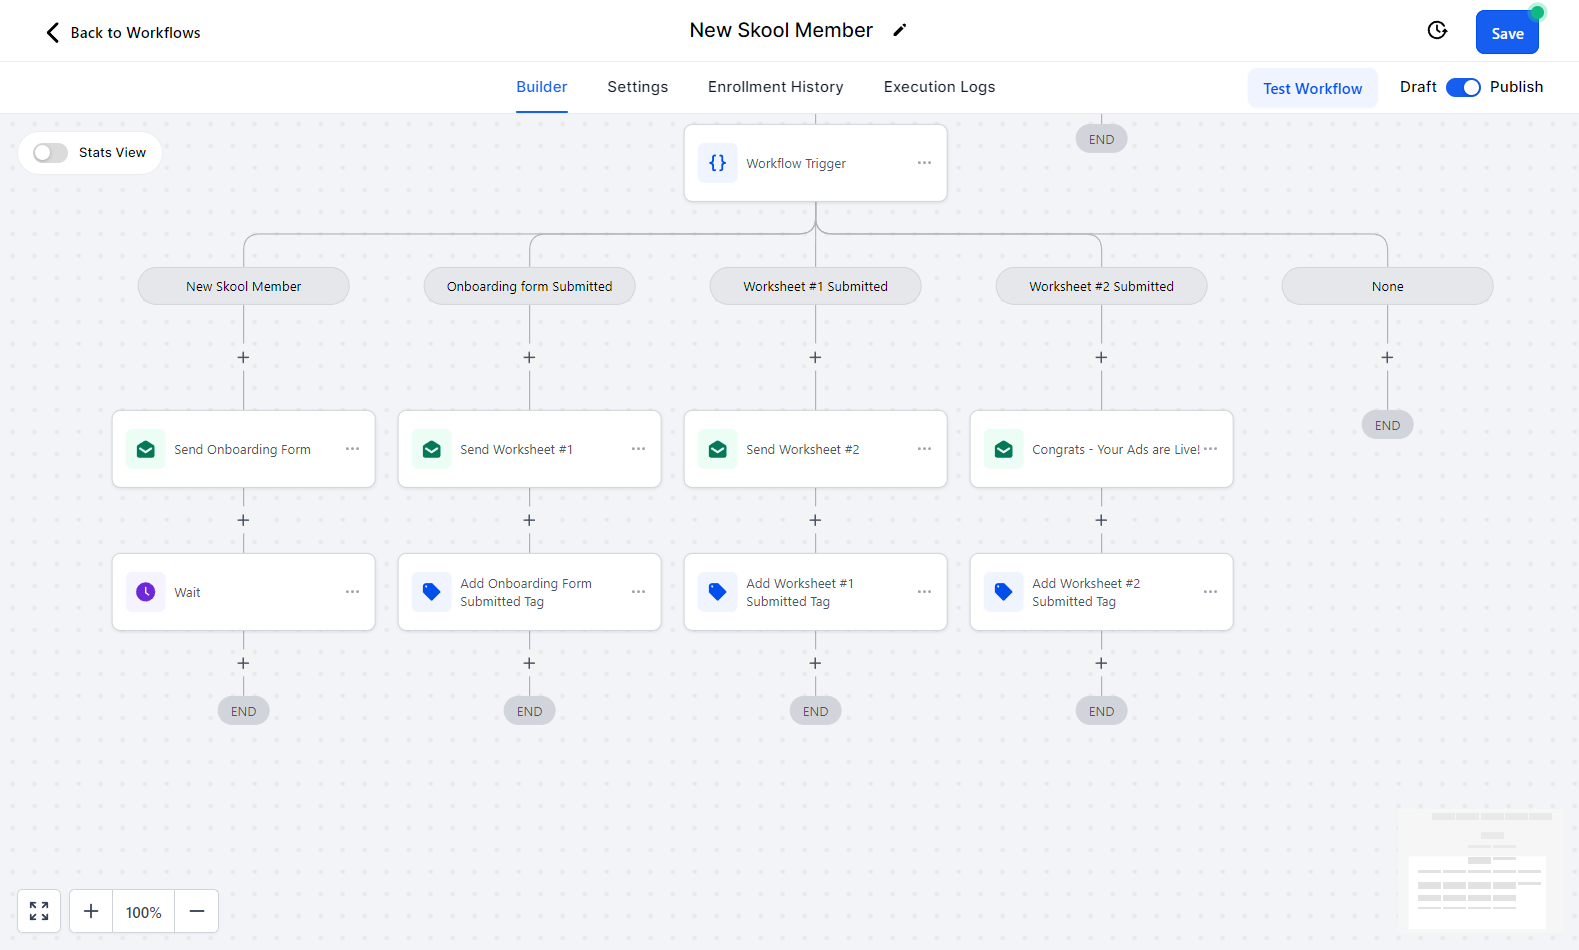 Back to Workflows
New Skool Member
Save
Builder
Settings
Enrollment History
Execution Logs
Test Workflow
Draft
Publish
Stats View
END
Workflow Trigger
New Skool Member
Onboarding form Submitted
Worksheet #1 Submitted
Worksheet #2 Submitted
None
Send Onboarding Form
Send Worksheet #1
Send Worksheet #2
Congrats - Your Ads are Live!
END
Wait
Add Onboarding Form
Submitted Tag
Add Worksheet #1
Submitted Tag
Add Worksheet #2
Submitted Tag
END
END
END
END
100%